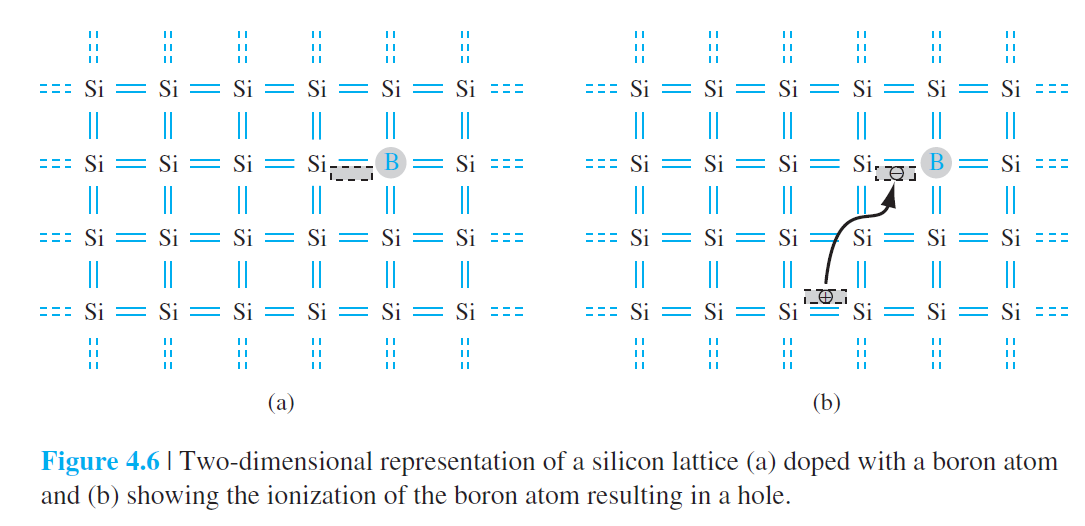 Si Si Si Si Si Si
Si Si Si Si B Si
Si Si Si Si Si Si
Si Si Si Si Si Si
(a)
Si Si Si Si Si Si
Si Si Si Si ⊖ B Si
Si Si Si Si Si Si
⊕
Si Si Si Si Si Si
(b)
Figure 4.6 | Two-dimensional representation of a silicon lattice (a) doped with a boron atom
and (b) showing the ionization of the boron atom resulting in a hole.